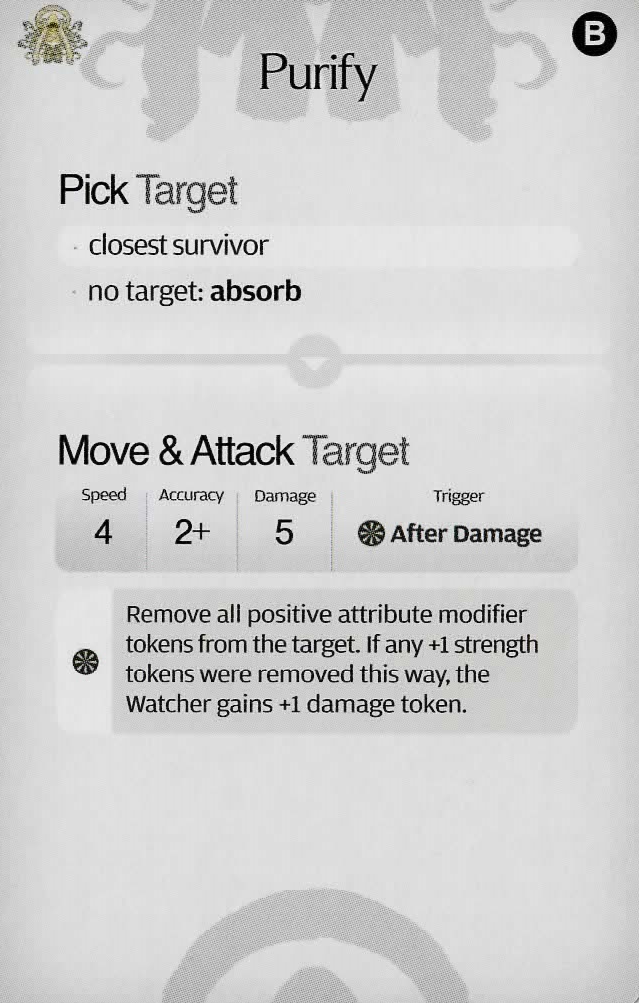 B
Purify
Pick Target
· closest survivor
· no target: absorb
Move & Attack Target
Speed Accuracy Damage Trigger
4 2+ 5 After Damage
Remove all positive attribute modifier
tokens from the target. If any +1 strength
tokens were removed this way, the
Watcher gains +1 damage token.